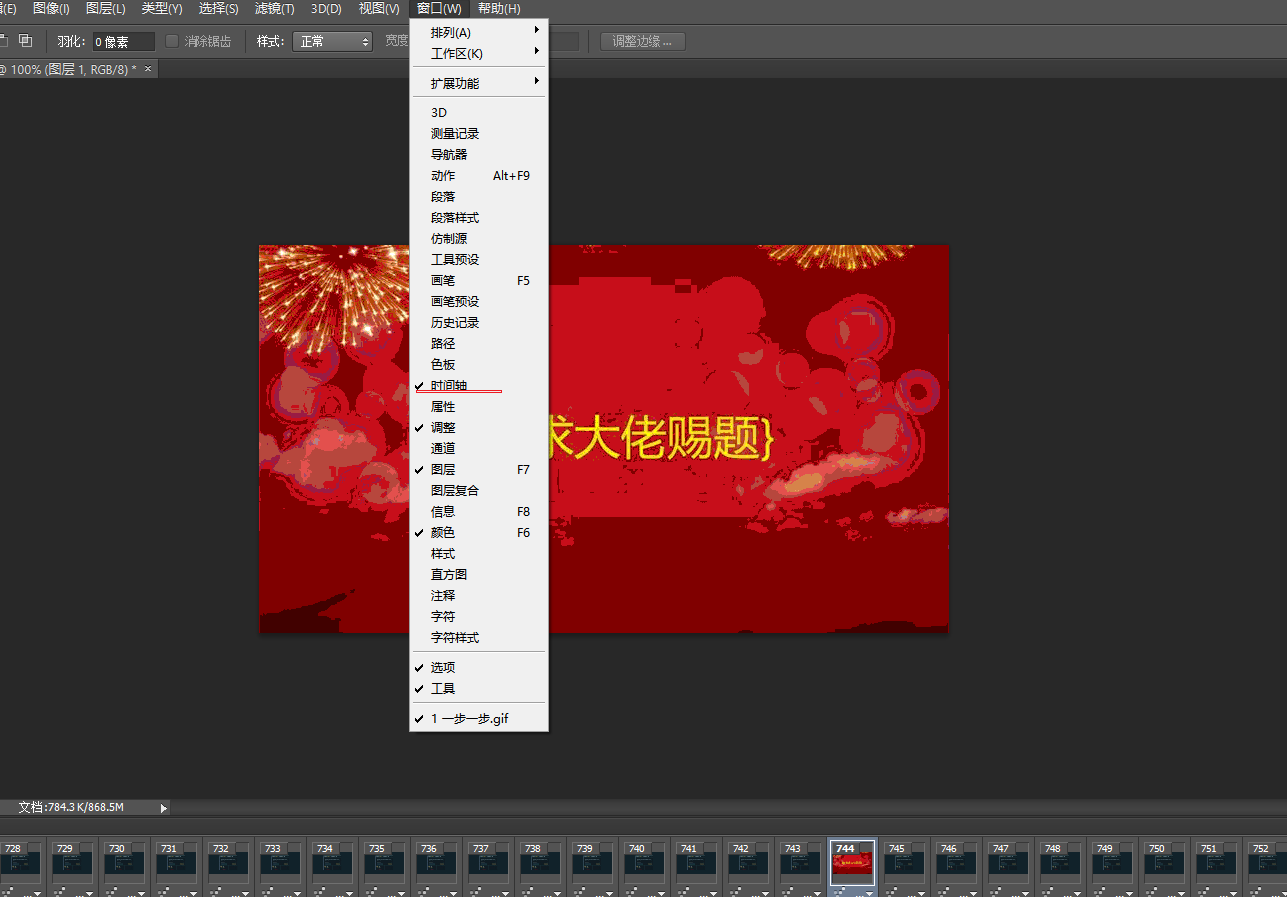 (E) 图像(I) 图层(L) 类型(Y) 选择(S) 滤镜(T) 3D(D) 视图(V) 窗口(W) 帮助(H)
羽化: 0 像素 消除锯齿 样式: 正常 宽度 调整边缘...
@ 100% (图层 1, RGB/8) * ×
排列(A)
工作区(K)
扩展功能
3D
测量记录
导航器
动作 Alt+F9
段落
段落样式
仿制源
工具预设
画笔 F5
画笔预设
历史记录
路径
色板
时间轴
属性
调整
通道
图层 F7
图层复合
信息 F8
颜色 F6
样式
直方图
注释
字符
字符样式
选项
工具
1 一步一步.gif
求大佬赐题}
文档:784.3K/868.5M
728 729 730 731 732 733 734 735 736 737 738 739 740 741 742 743 744 745 746 747 748 749 750 751 752